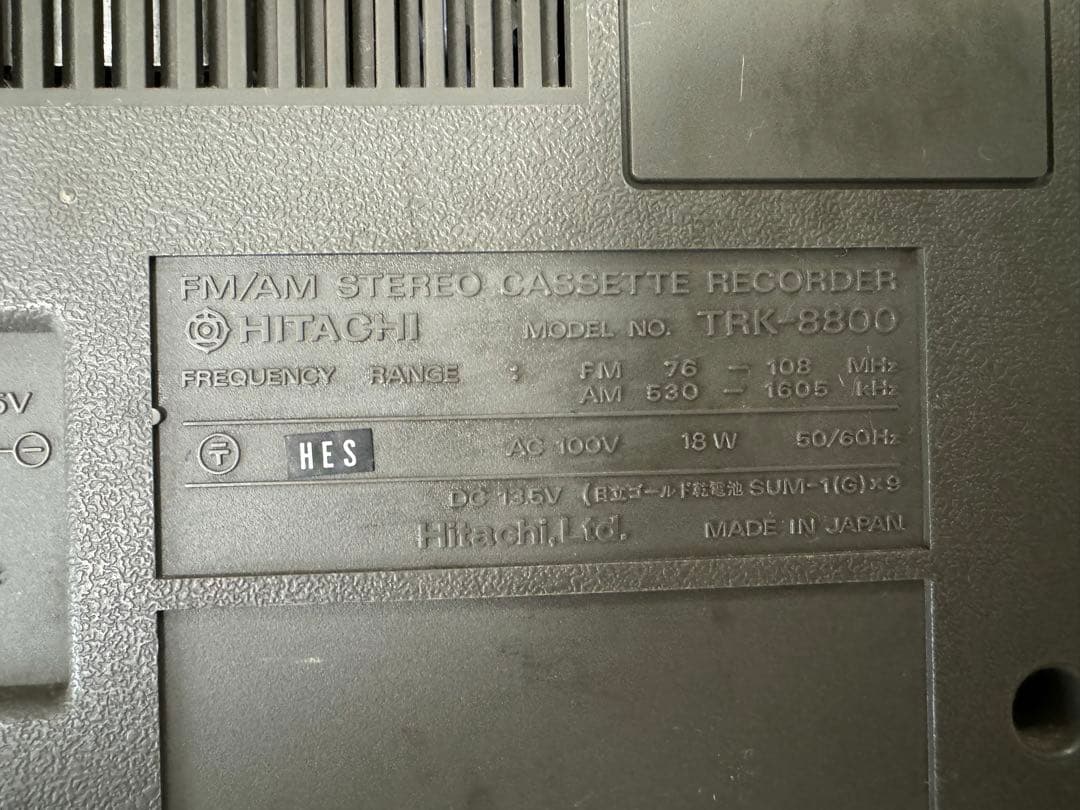 FM/AM STEREO CASSETTE RECORDER
HITACHI MODEL NO. TRK-8800
FREQUENCY RANGE : FM 76 - 108 MHz
AM 530 - 1605 kHz
T HES AC 100V 18W 50/60Hz
DC 13.5V (日立ゴールド乾電池 SUM-1(G)×9
Hitachi, Ltd. MADE IN JAPAN
5V